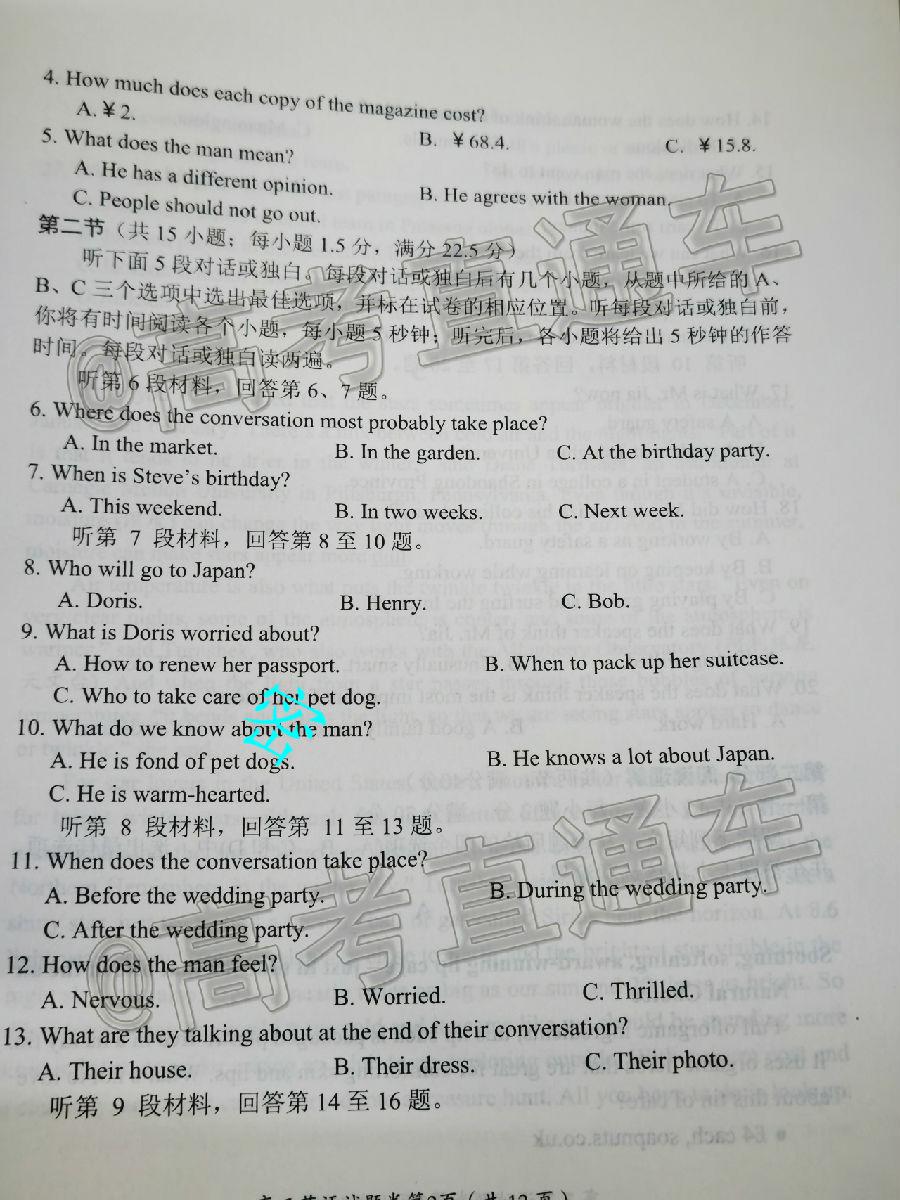 4. How much does each copy of the magazine cost?
A. ¥ 2. B. ¥ 68.4. C. ¥ 15.8.
5. What does the man mean?
A. He has a different opinion. B. He agrees with the woman.
C. People should not go out.
第二节（共 15 小题；每小题 1.5 分，满分 22.5 分）
听下面 5 段对话或独白。每段对话或独白后有几个小题，从题中所给的 A、
B、C 三个选项中选出最佳选项，并标在试卷的相应位置。听每段对话或独白前，
你将有时间阅读各个小题，每小题 5 秒钟；听完后，各小题将给出 5 秒钟的作答
时间。每段对话或独白读两遍。
听第 6 段材料，回答第 6、7 题。
6. Where does the conversation most probably take place?
A. In the market. B. In the garden. C. At the birthday party.
7. When is Steve's birthday?
A. This weekend. B. In two weeks. C. Next week.
听第 7 段材料，回答第 8 至 10 题。
8. Who will go to Japan?
A. Doris. B. Henry. C. Bob.
9. What is Doris worried about?
A. How to renew her passport. B. When to pack up her suitcase.
C. Who to take care of her pet dog.
密
10. What do we know about the man?
A. He is fond of pet dogs. B. He knows a lot about Japan.
C. He is warm-hearted.
听第 8 段材料，回答第 11 至 13 题。
11. When does the conversation take place?
A. Before the wedding party. B. During the wedding party.
C. After the wedding party.
12. How does the man feel?
A. Nervous. B. Worried. C. Thrilled.
13. What are they talking about at the end of their conversation?
A. Their house. B. Their dress. C. Their photo.
听第 9 段材料，回答第 14 至 16 题。
@高考直通车
@高考直通车